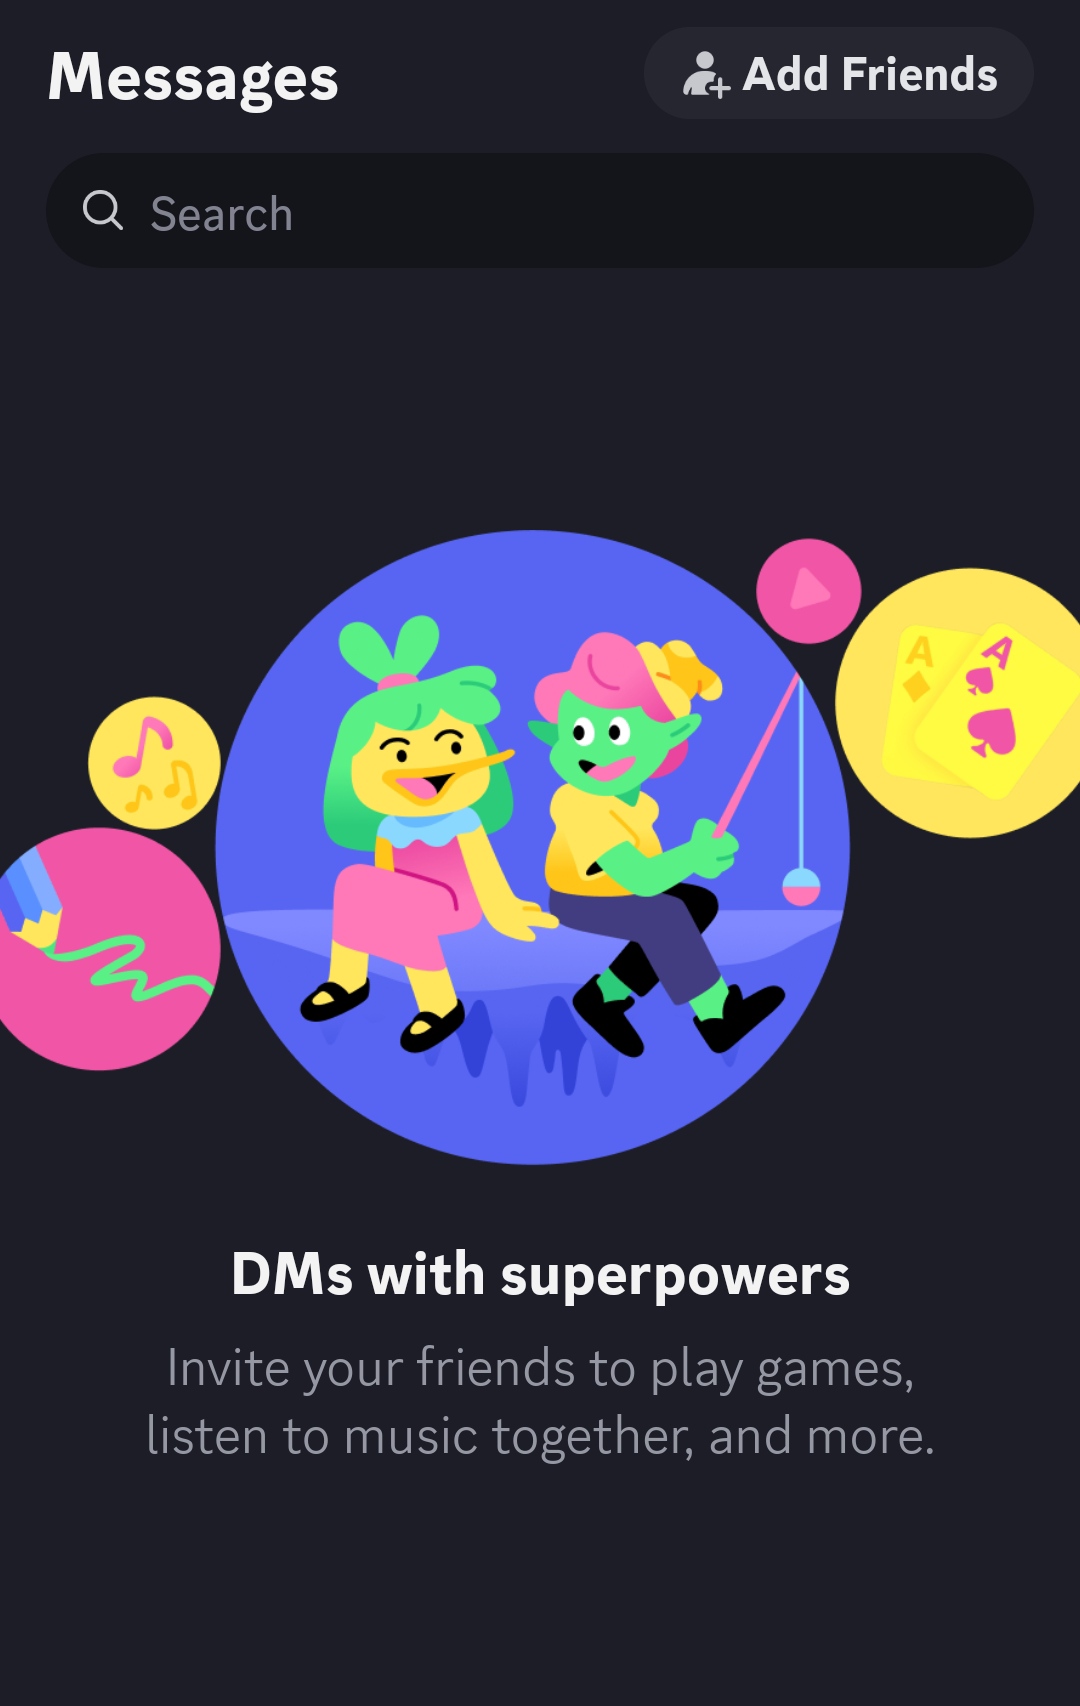 Messages
Add Friends
Search
A
A
DMs with superpowers
Invite your friends to play games,
listen to music together, and more.